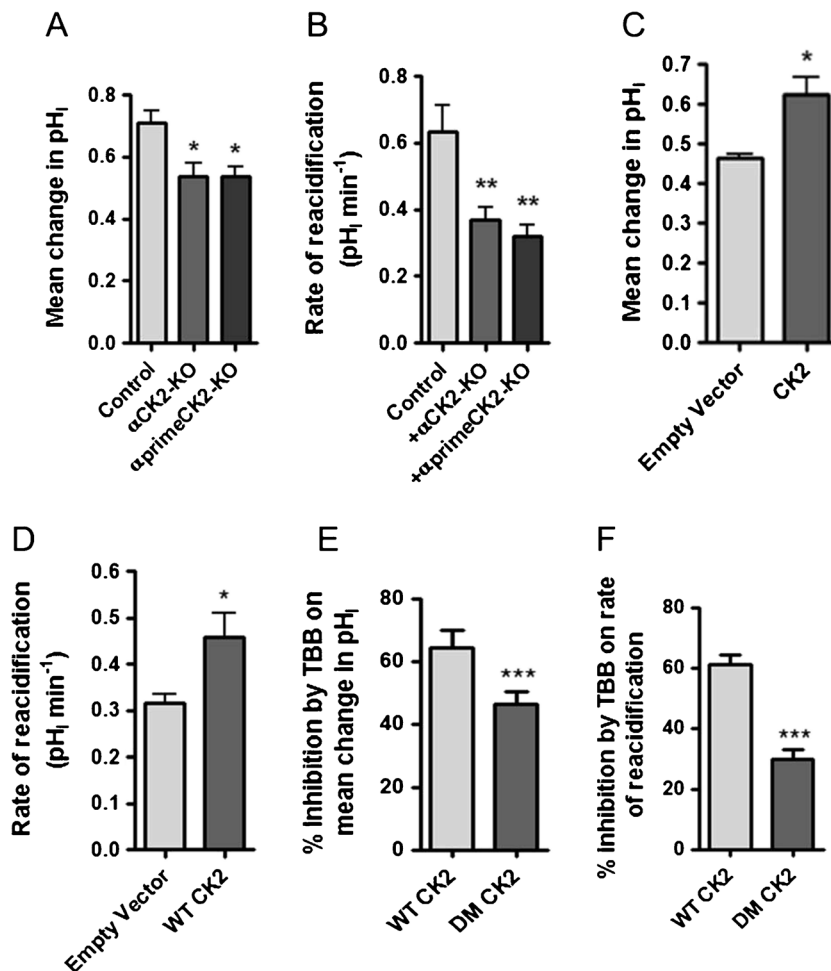 A
Mean change in pHI
0.8
0.6
0.4
0.2
0.0
*
*
Control
αCK2-KO
αprimeCK2-KO
B
Rate of reacidification
(pHI min-1)
0.8
0.6
0.4
0.2
0.0
**
**
Control
+αCK2-KO
+αprimeCK2-KO
C
Mean change in pHI
0.7
0.6
0.5
0.4
0.3
0.2
0.1
0.0
*
Empty Vector
CK2
D
Rate of reacidification
(pHI min-1)
0.6
0.5
0.4
0.3
0.2
0.1
0.0
*
Empty Vector
WT CK2
E
% Inhibition by TBB on
mean change in pHI
80
60
40
20
0
***
WT CK2
DM CK2
F
% Inhibition by TBB on rate
of reacidification
80
60
40
20
0
***
WT CK2
DM CK2